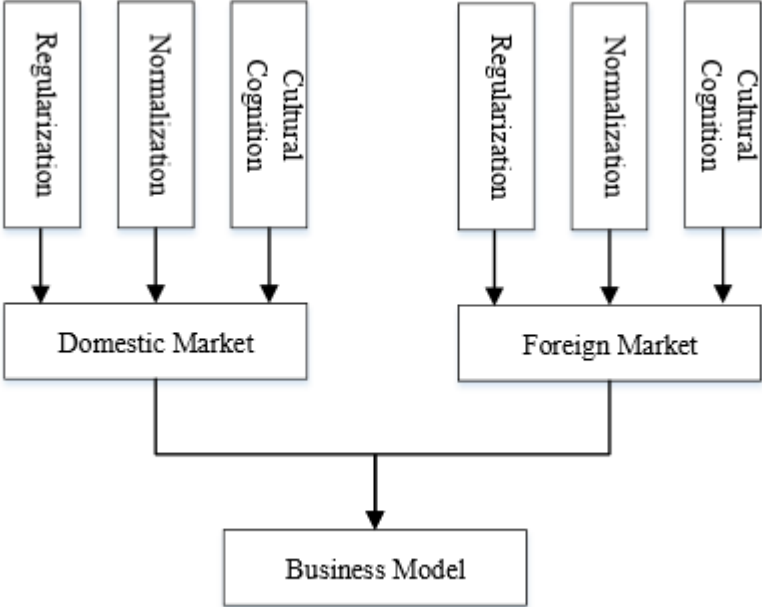 Regularization
Normalization
Cultural
Cognition
Regularization
Normalization
Cultural
Cognition
Domestic Market
Foreign Market
Business Model